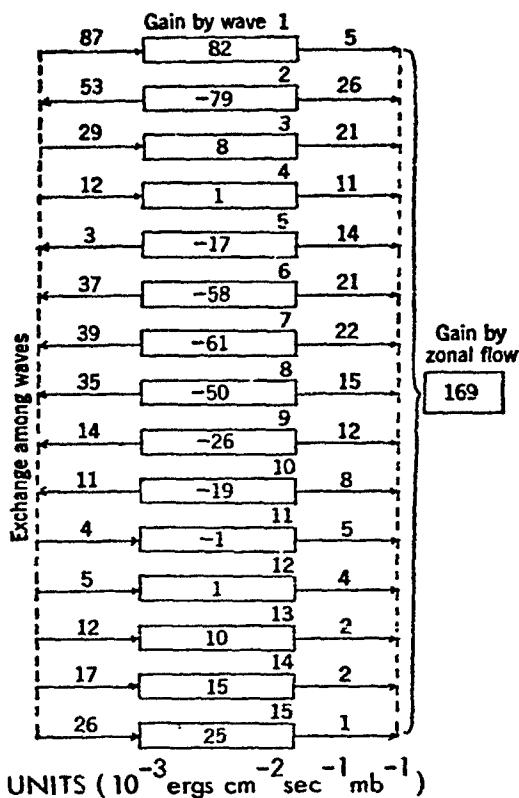 Gain by wave 1
87 82 5
2
53 -79 26
3
29 8 21
4
12 1 11
5
3 -17 14
6
37 -58 21
7
39 -61 22
8
35 -50 15
9
14 -26 12
10
11 -19 8
11
4 -1 5
12
5 1 4
13
12 10 2
14
17 15 2
15
26 25 1
Exchange among waves
Gain by
zonal flow
169
UNITS (10⁻³ ergs cm⁻² sec⁻¹ mb⁻¹)